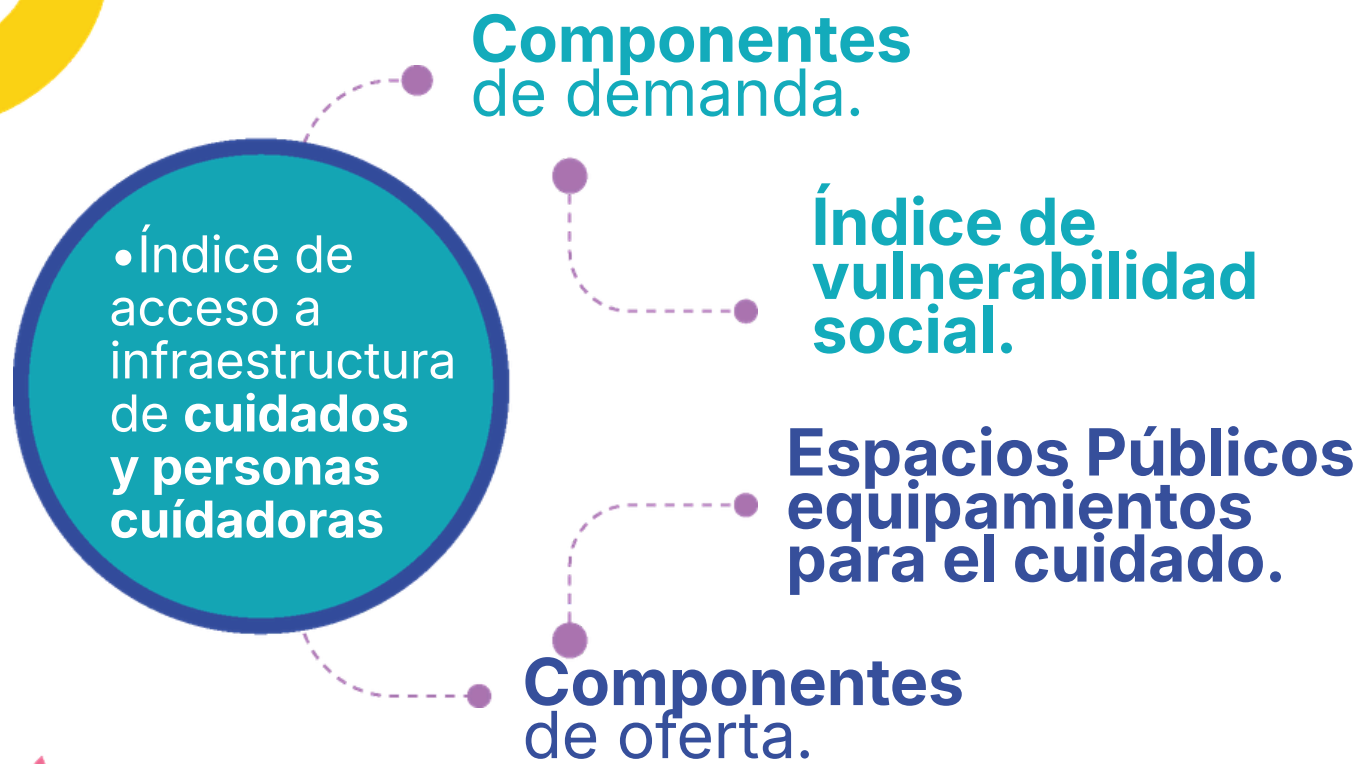 Componentes
de demanda.
•Índice de
acceso a
infraestructura
de cuidados
y personas
cuídadoras
Índice de
vulnerabilidad
social.
Espacios Públicos
equipamientos
para el cuidado.
Componentes
de oferta.